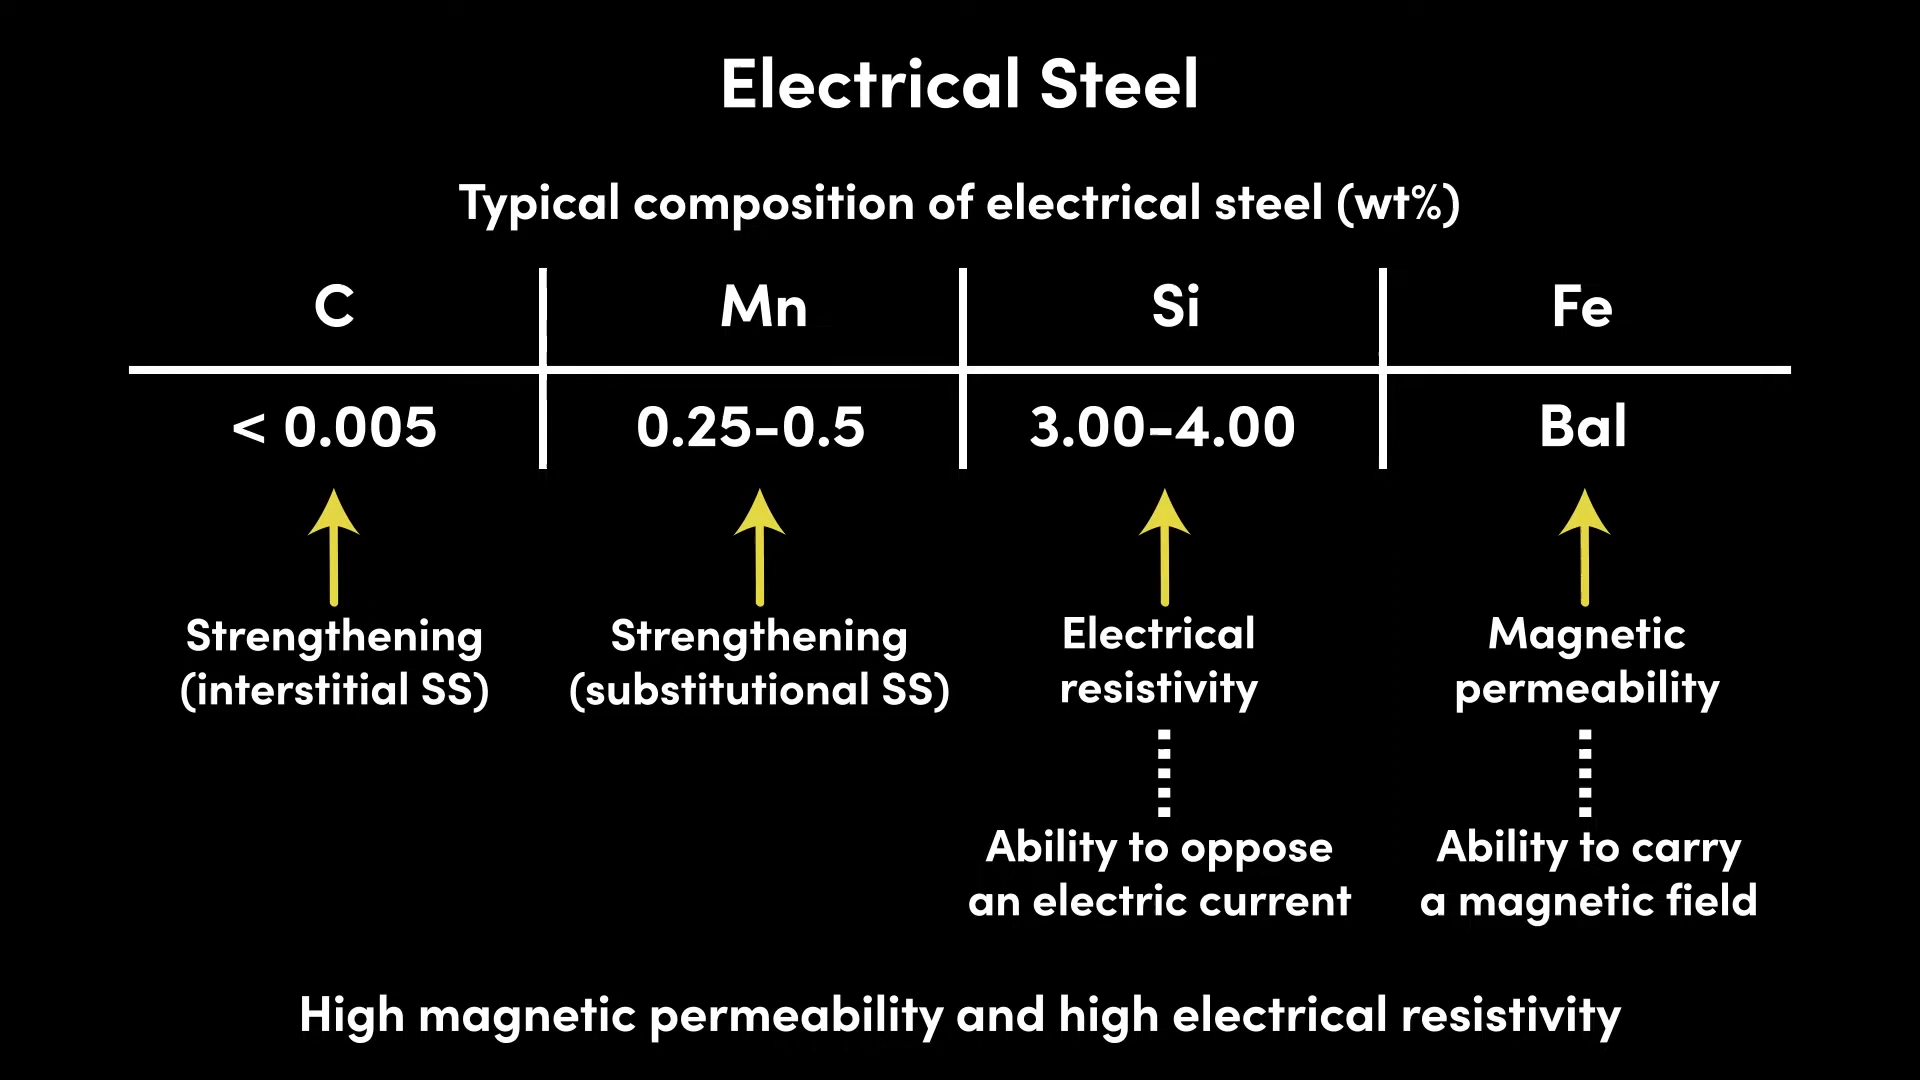 Electrical Steel
Typical composition of electrical steel (wt%)
C Mn Si Fe
< 0.005 0.25-0.5 3.00-4.00 Bal
Strengthening
(interstitial SS)
Strengthening
(substitutional SS)
Electrical
resistivity
Magnetic
permeability
Ability to oppose
an electric current
Ability to carry
a magnetic field
High magnetic permeability and high electrical resistivity